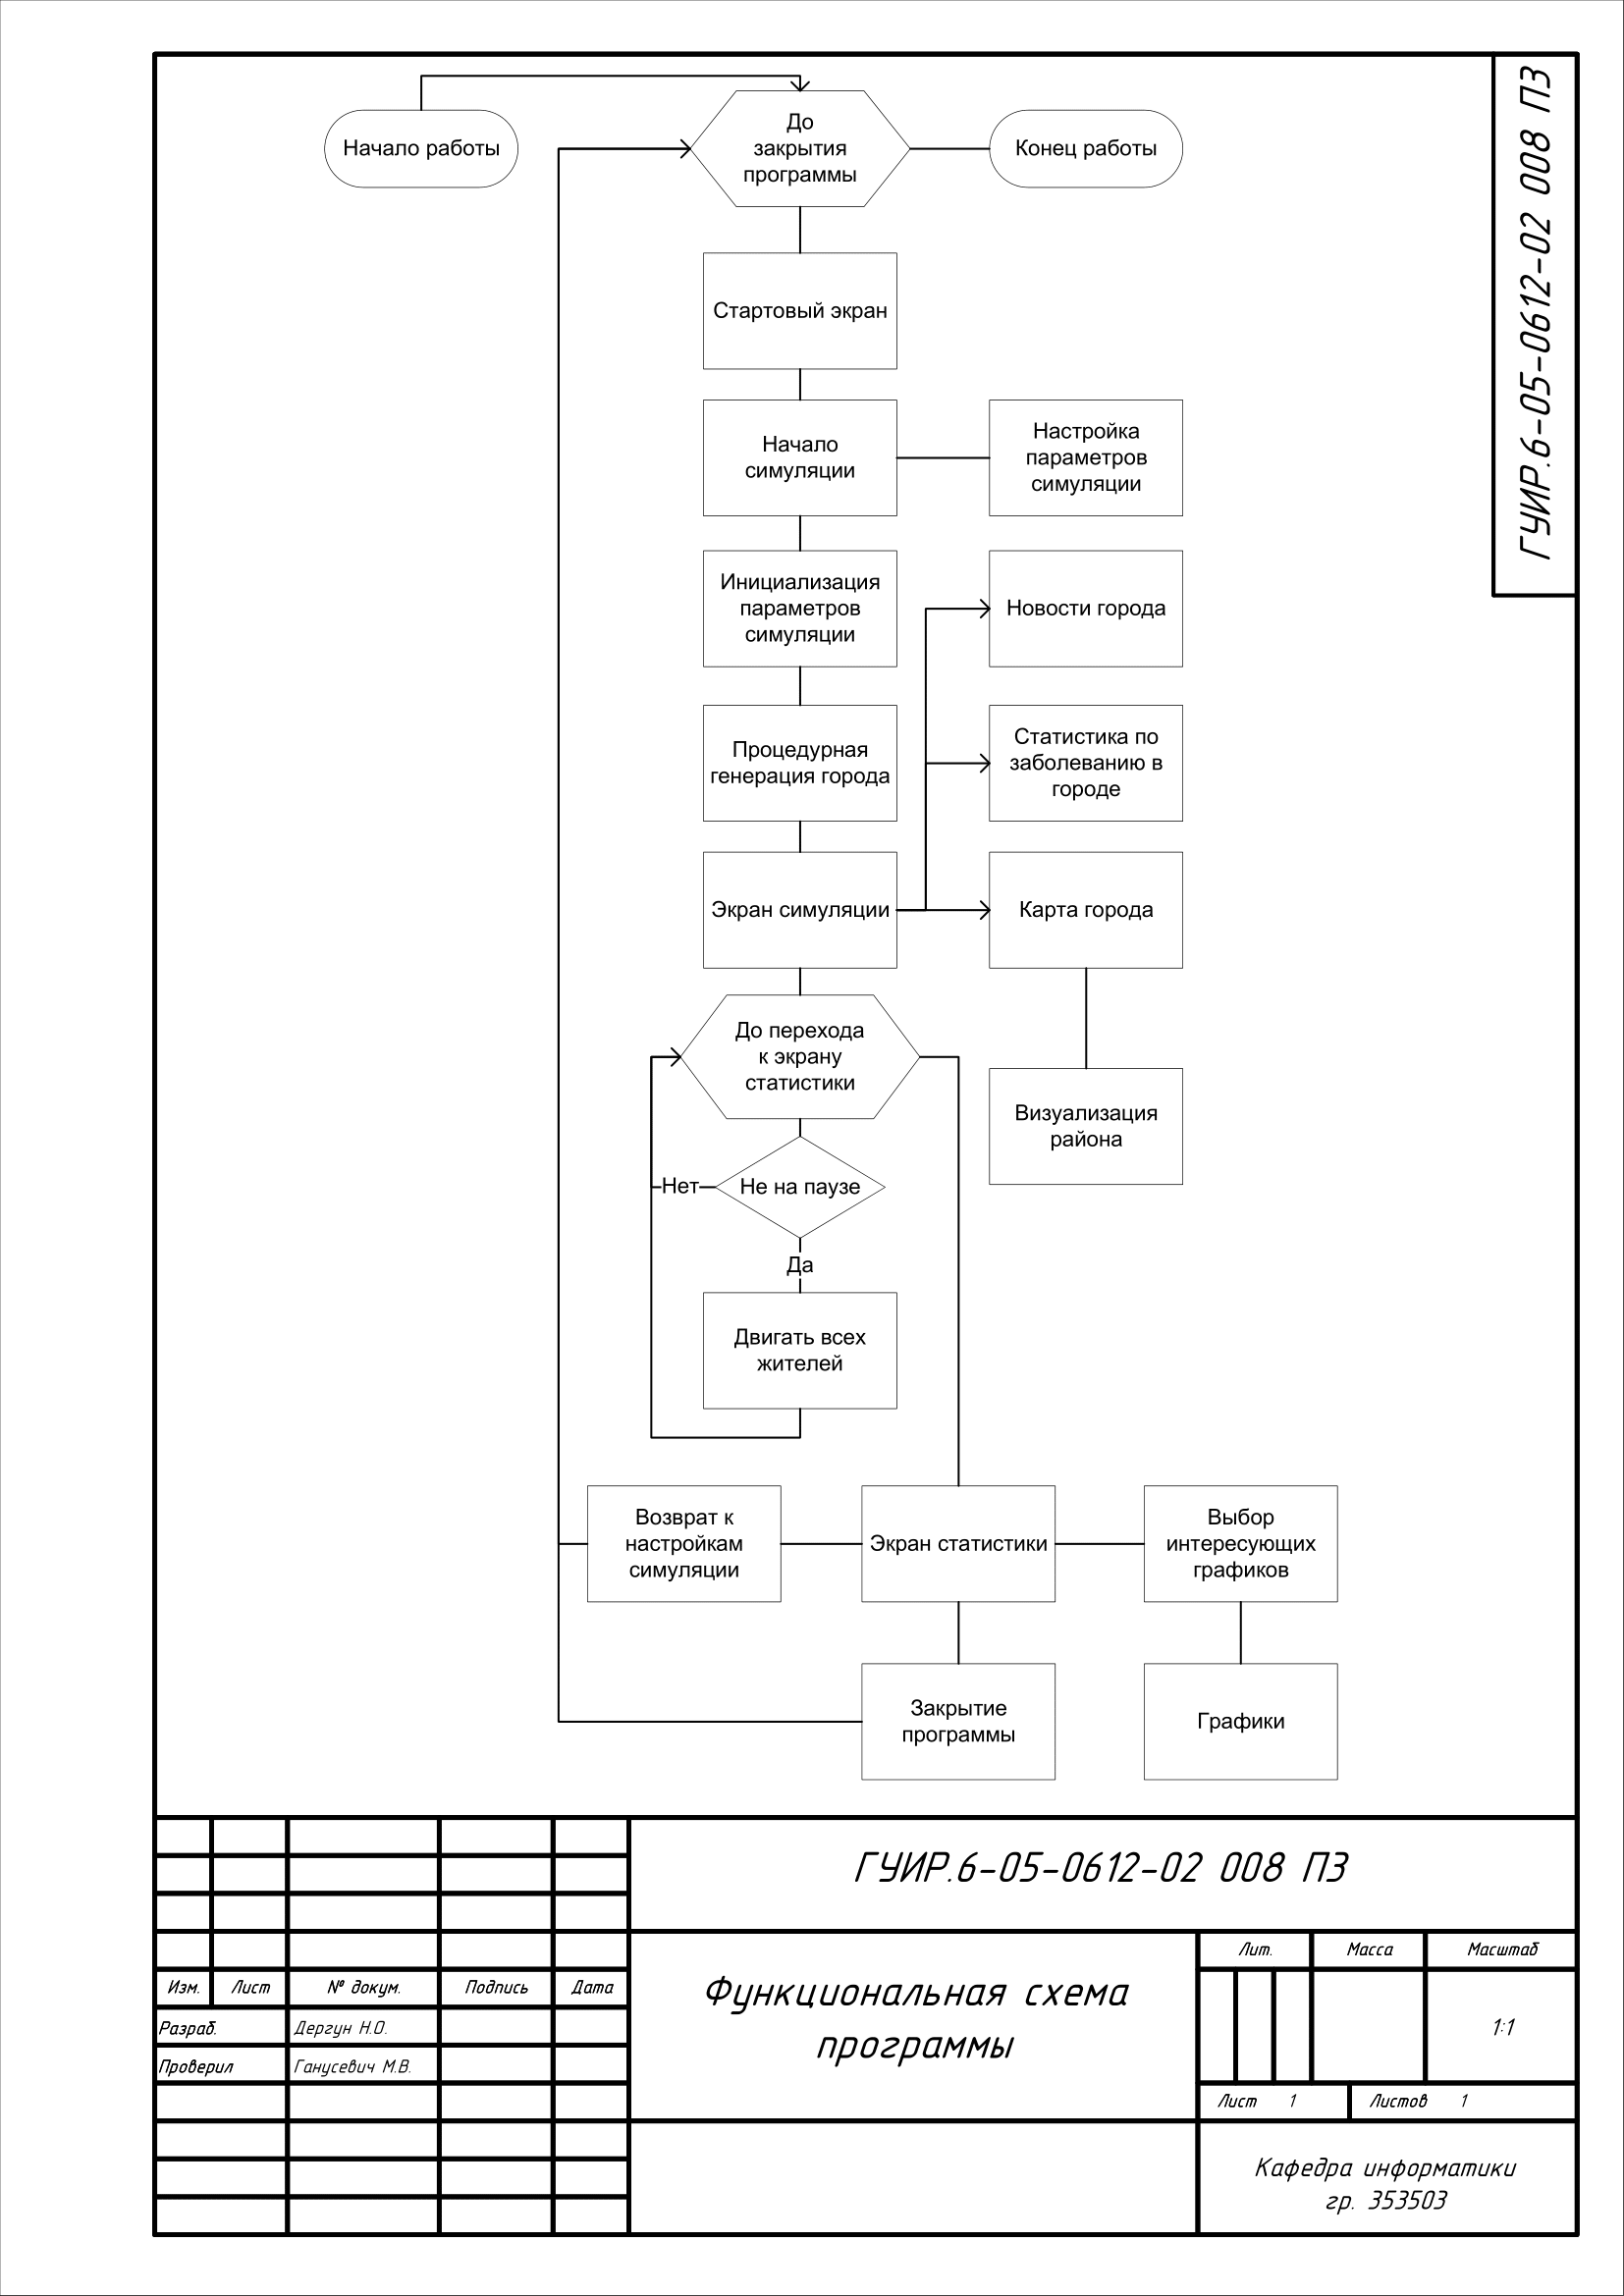 ГУИР.6-05-0612-02 008 ПЗ
Начало работы
До
закрытия
программы
Конец работы
Стартовый экран
Начало
симуляции
Настройка
параметров
симуляции
Инициализация
параметров
симуляции
Новости города
Процедурная
генерация города
Статистика по
заболеванию в
городе
Экран симуляции
Карта города
До перехода
к экрану
статистики
Визуализация
района
Нет
Не на паузе
Да
Двигать всех
жителей
Возврат к
настройкам
симуляции
Экран статистики
Выбор
интересующих
графиков
Закрытие
программы
Графики
ГУИР.6-05-0612-02 008 ПЗ
Функциональная схема
программы
Лит. Масса Масштаб
1:1
Изм. Лист № докум. Подпись Дата
Разраб. Дергун Н.О.
Проверил Ганусевич М.В.
Лист 1 Листов 1
Кафедра информатики
гр. 353503